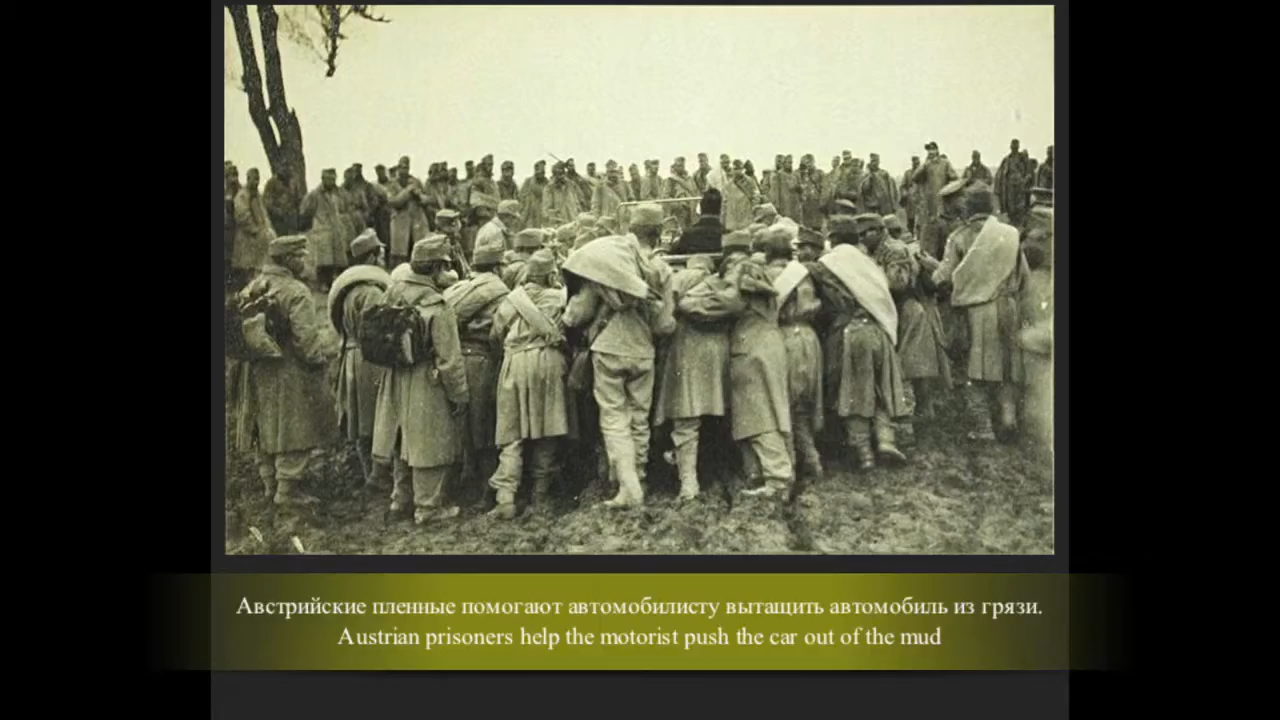 Австрийские пленные помогают автомобилисту вытащить автомобиль из грязи.
Austrian prisoners help the motorist push the car out of the mud